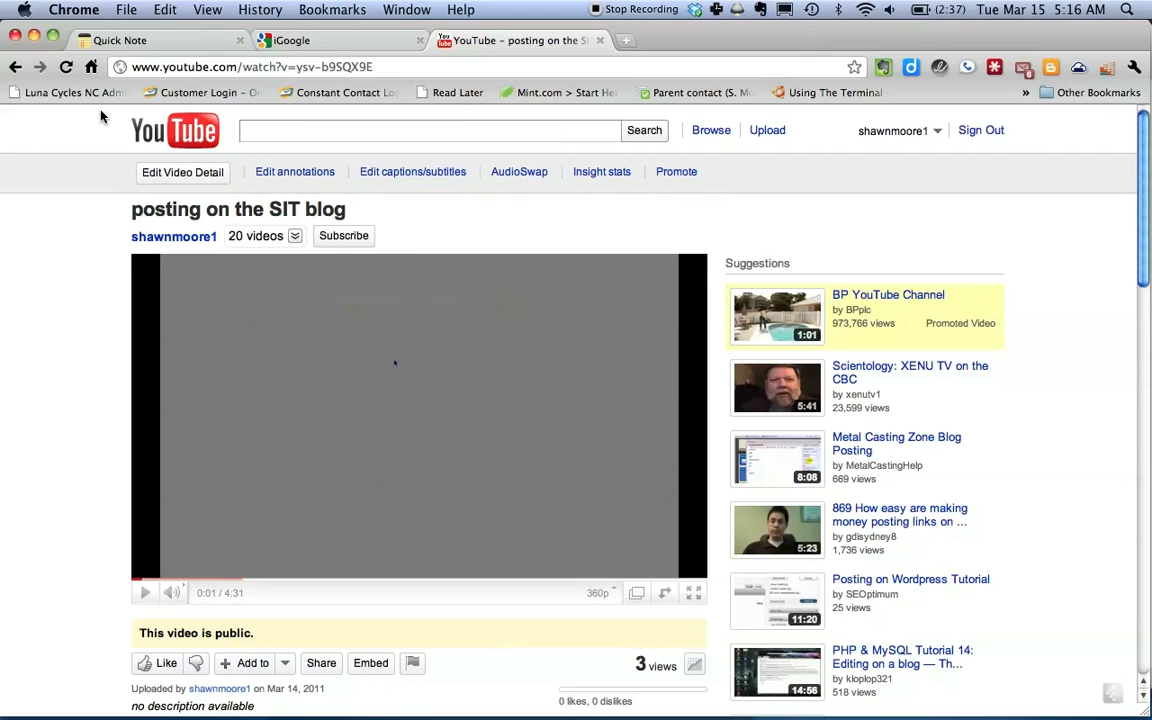 Chrome File Edit View History Bookmarks Window Help Stop Recording (2:37) Tue Mar 15 5:16 AM
Quick Note × iGoogle × YouTube - posting on the SI ×
www.youtube.com/watch?v=ysv-b9SQX9E
Luna Cycles NC Adm Customer Login - O Constant Contact Lo Read Later Mint.com > Start He Parent contact (S. Mo Using The Terminal » Other Bookmarks
YouTube Search Browse Upload shawnmoore1 Sign Out
Edit Video Detail Edit annotations Edit captions/subtitles AudioSwap Insight stats Promote
posting on the SIT blog
shawnmoore1 20 videos Subscribe
0:01 / 4:31 360p
This video is public.
Like Add to Share Embed 3 views
Uploaded by shawnmoore1 on Mar 14, 2011 0 likes, 0 dislikes
no description available
Suggestions
BP YouTube Channel
by BPplc
973,766 views Promoted Video
1:01
Scientology: XENU TV on the
CBC
by xenutv1
23,599 views
5:41
Metal Casting Zone Blog
Posting
by MetalCastingHelp
669 views
8:08
869 How easy are making
money posting links on ...
by gdisydney8
1,736 views
5:23
Posting on Wordpress Tutorial
by SEOptimum
25 views
11:20
PHP & MySQL Tutorial 14:
Editing on a blog — Th...
by kloplop321
518 views
14:56